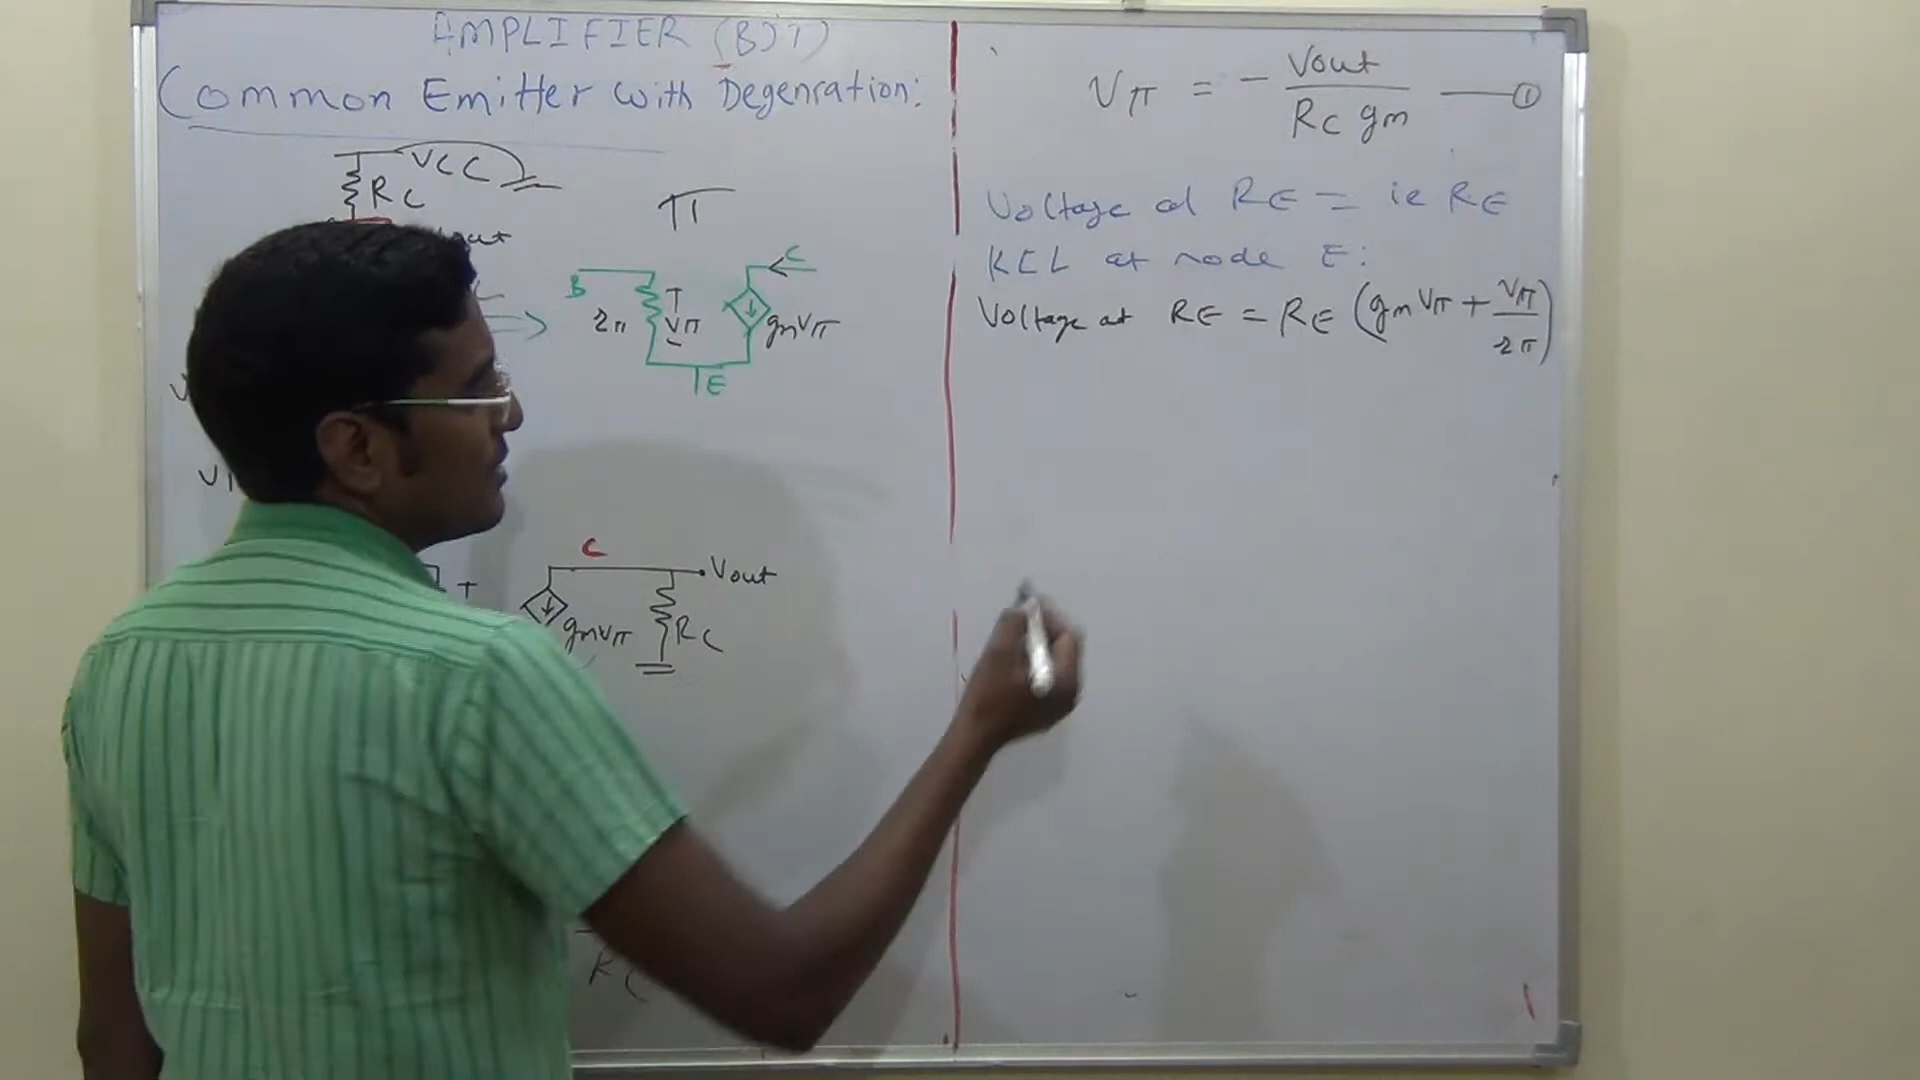 AMPLIFIER (BJT)
Common Emitter with Degenration:
VCC
RC
π
B
rπ
+
vπ
-
C
gmvπ
E
C
Vout
+
gmvπ
RC
RC
Vπ = - Vout / RC gm —①
Voltage at RE = ie RE
KCL at node E:
Voltage at RE = RE (gm Vπ + Vπ / rπ)